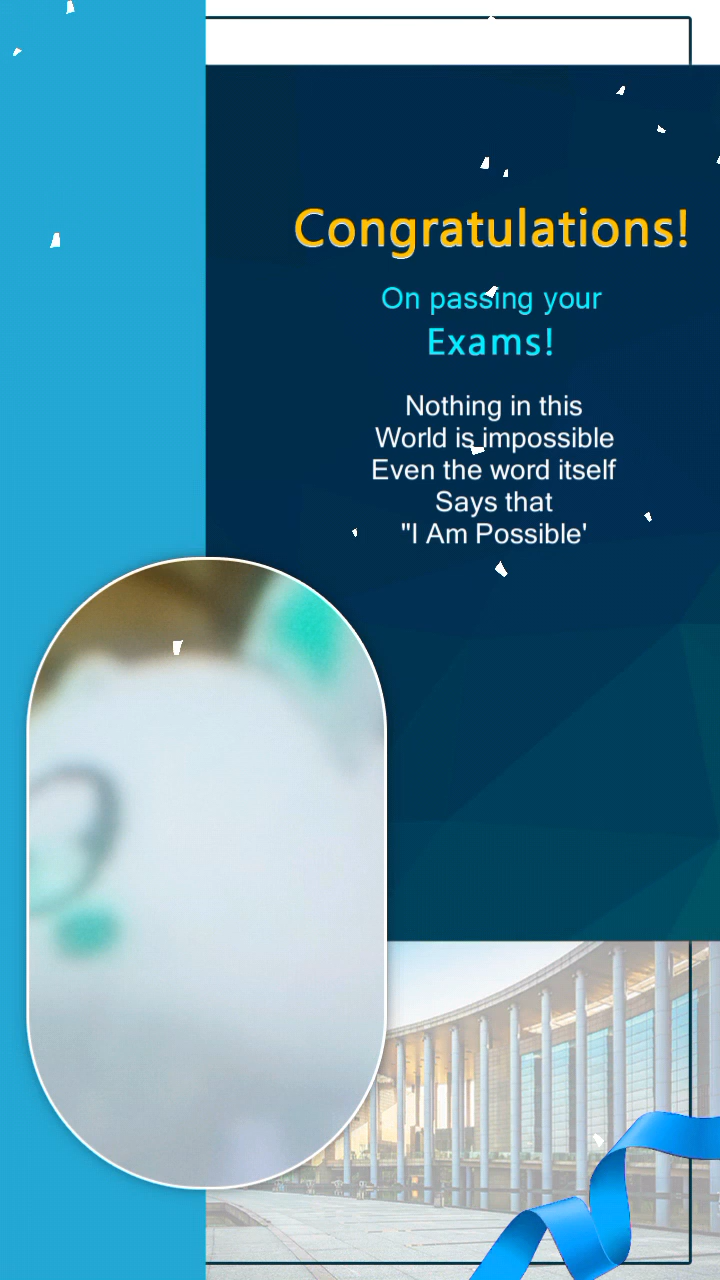 Congratulations!
On passing your
Exams!
Nothing in this
World is impossible
Even the word itself
Says that
"I Am Possible'